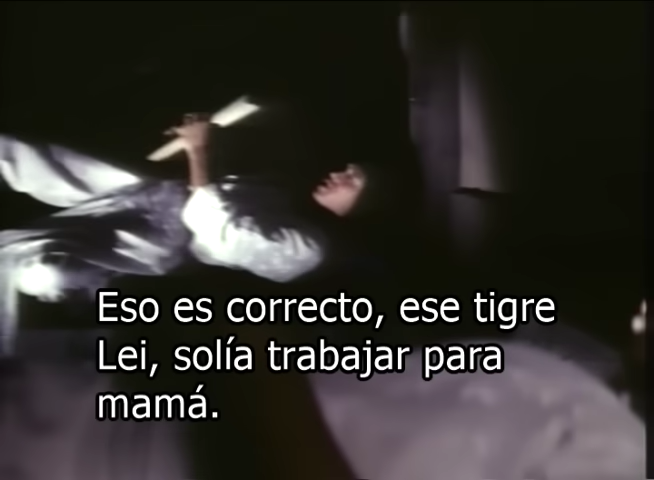 Eso es correcto, ese tigre
Lei, solía trabajar para
mamá.